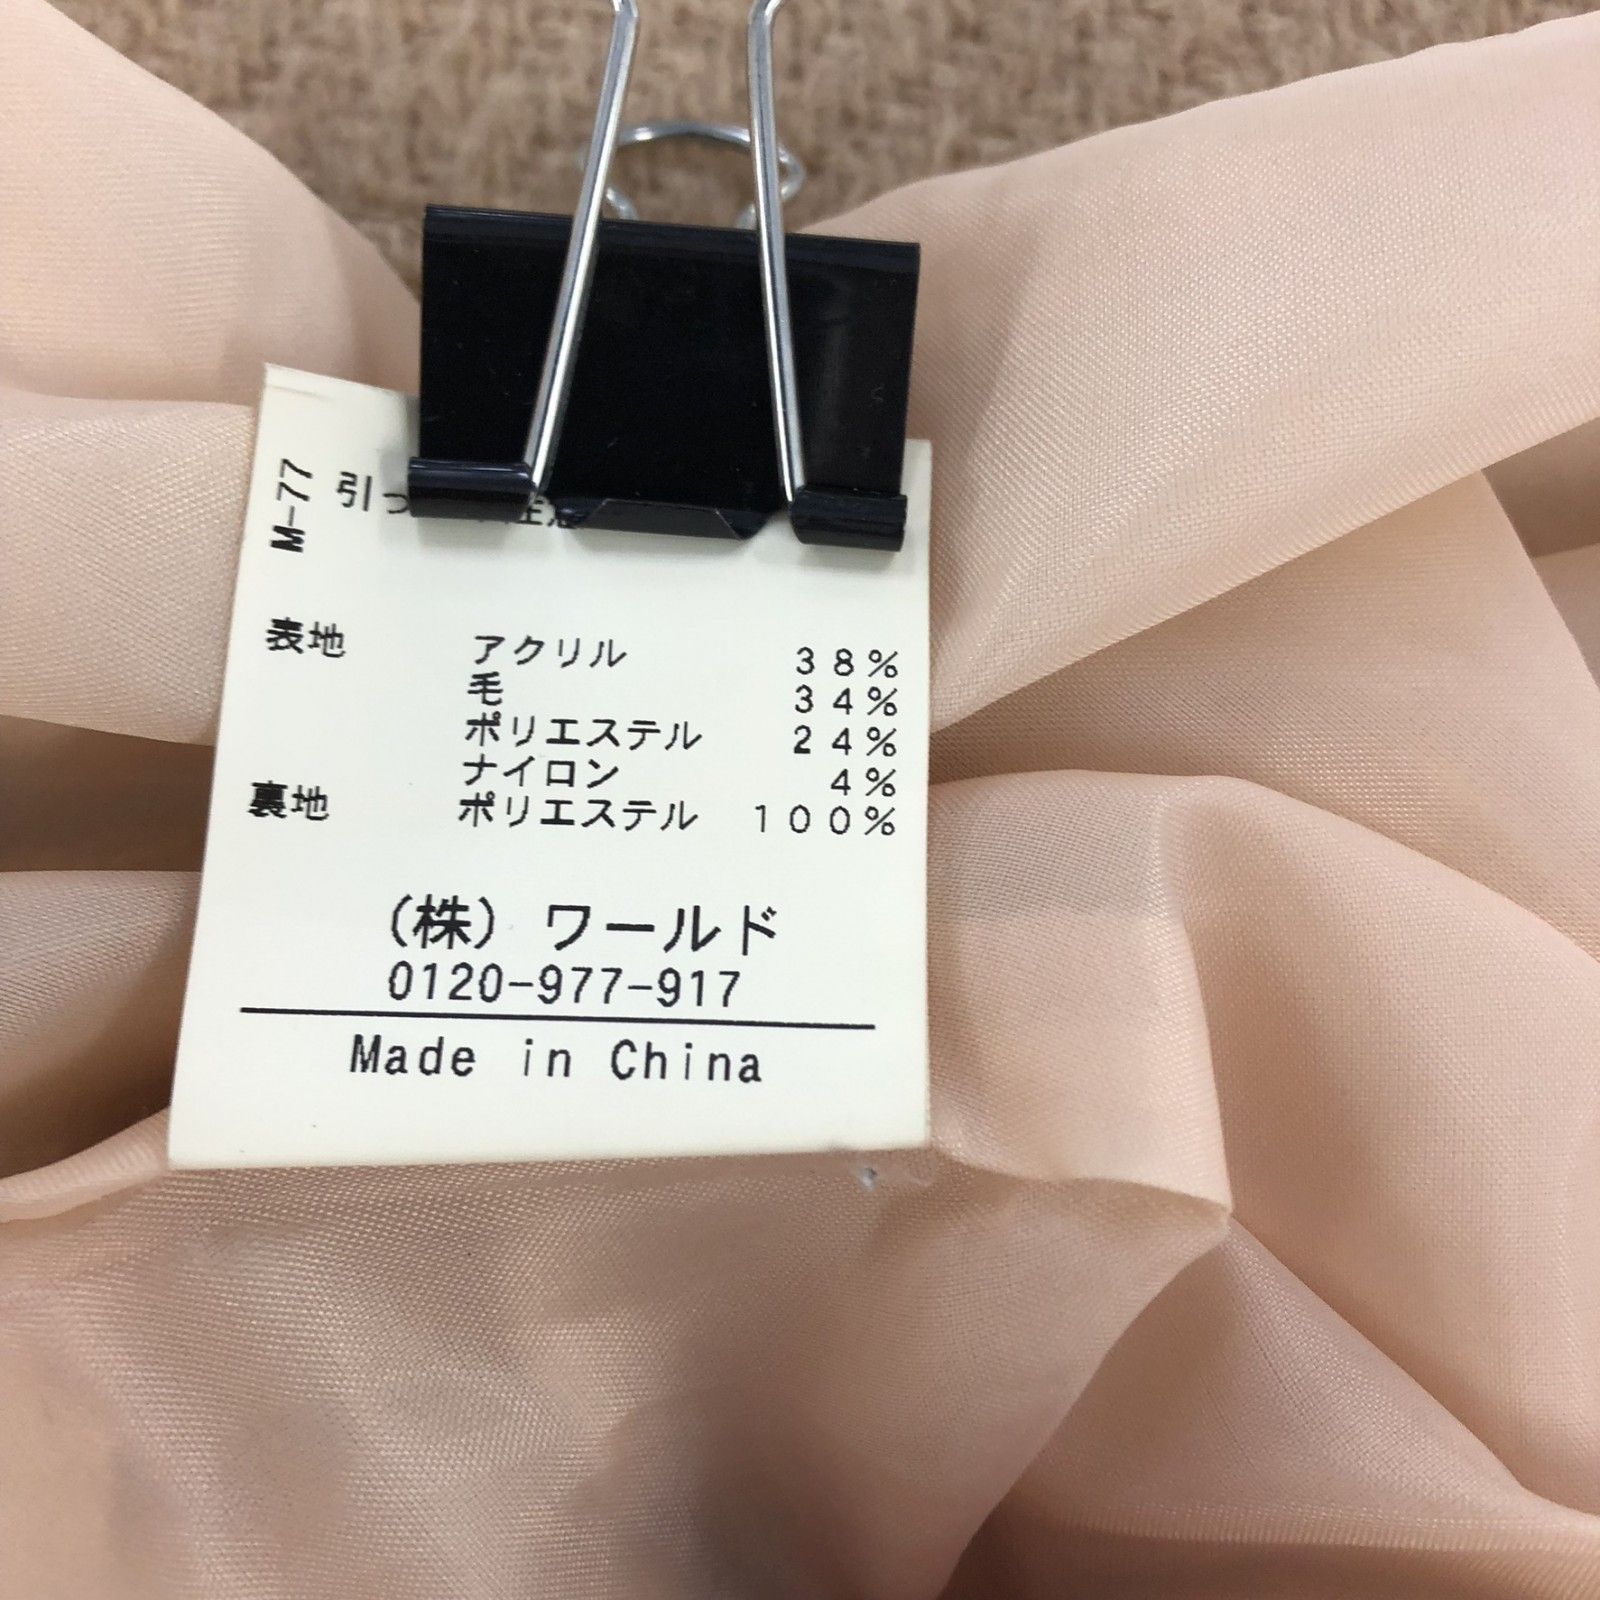 M-77
引っ
表地 アクリル 38%
毛 34%
ポリエステル 24%
ナイロン 4%
裏地 ポリエステル 100%
(株) ワールド
0120-977-917
Made in China